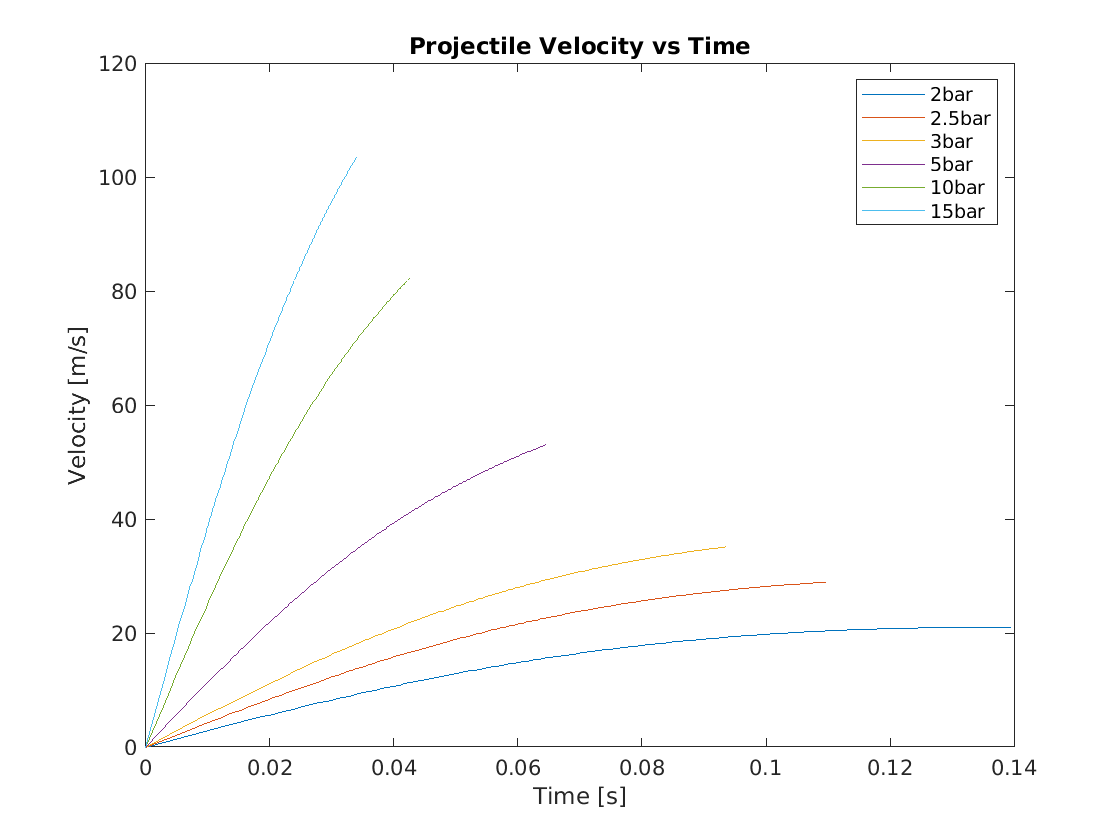 Projectile Velocity vs Time
120
100
80
60
40
20
0
Velocity [m/s]
2bar
2.5bar
3bar
5bar
10bar
15bar
0 0.02 0.04 0.06 0.08 0.1 0.12 0.14
Time [s]